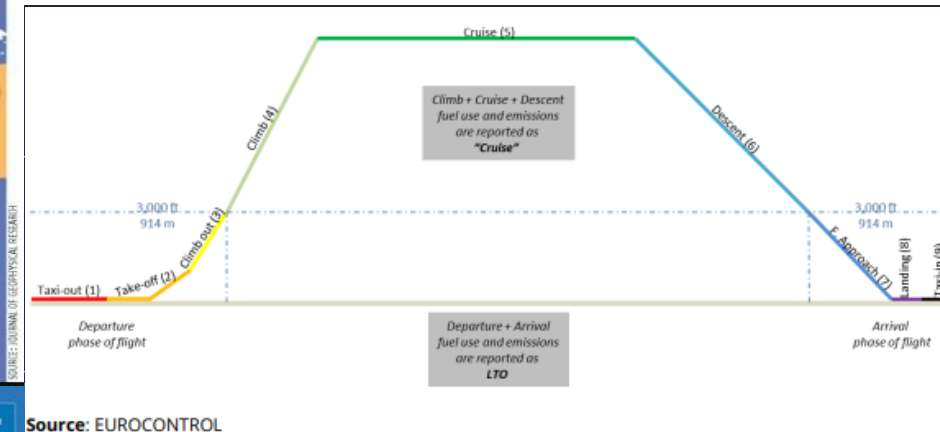 Cruise (5)
Climb + Cruise + Descent
fuel use and emissions
are reported as
"Cruise"
Climb (4)
Descent (6)
3,000 ft
914 m
3,000 ft
914 m
Climb out (3)
F. Approach (7)
Landing (8)
Taxi-in (9)
Taxi-out (1)
Take-off (2)
Departure
phase of flight
Departure + Arrival
fuel use and emissions
are reported as
LTO
Arrival
phase of flight
SOURCE: JOURNAL OF GEOPHYSICAL RESEARCH
Source: EUROCONTROL